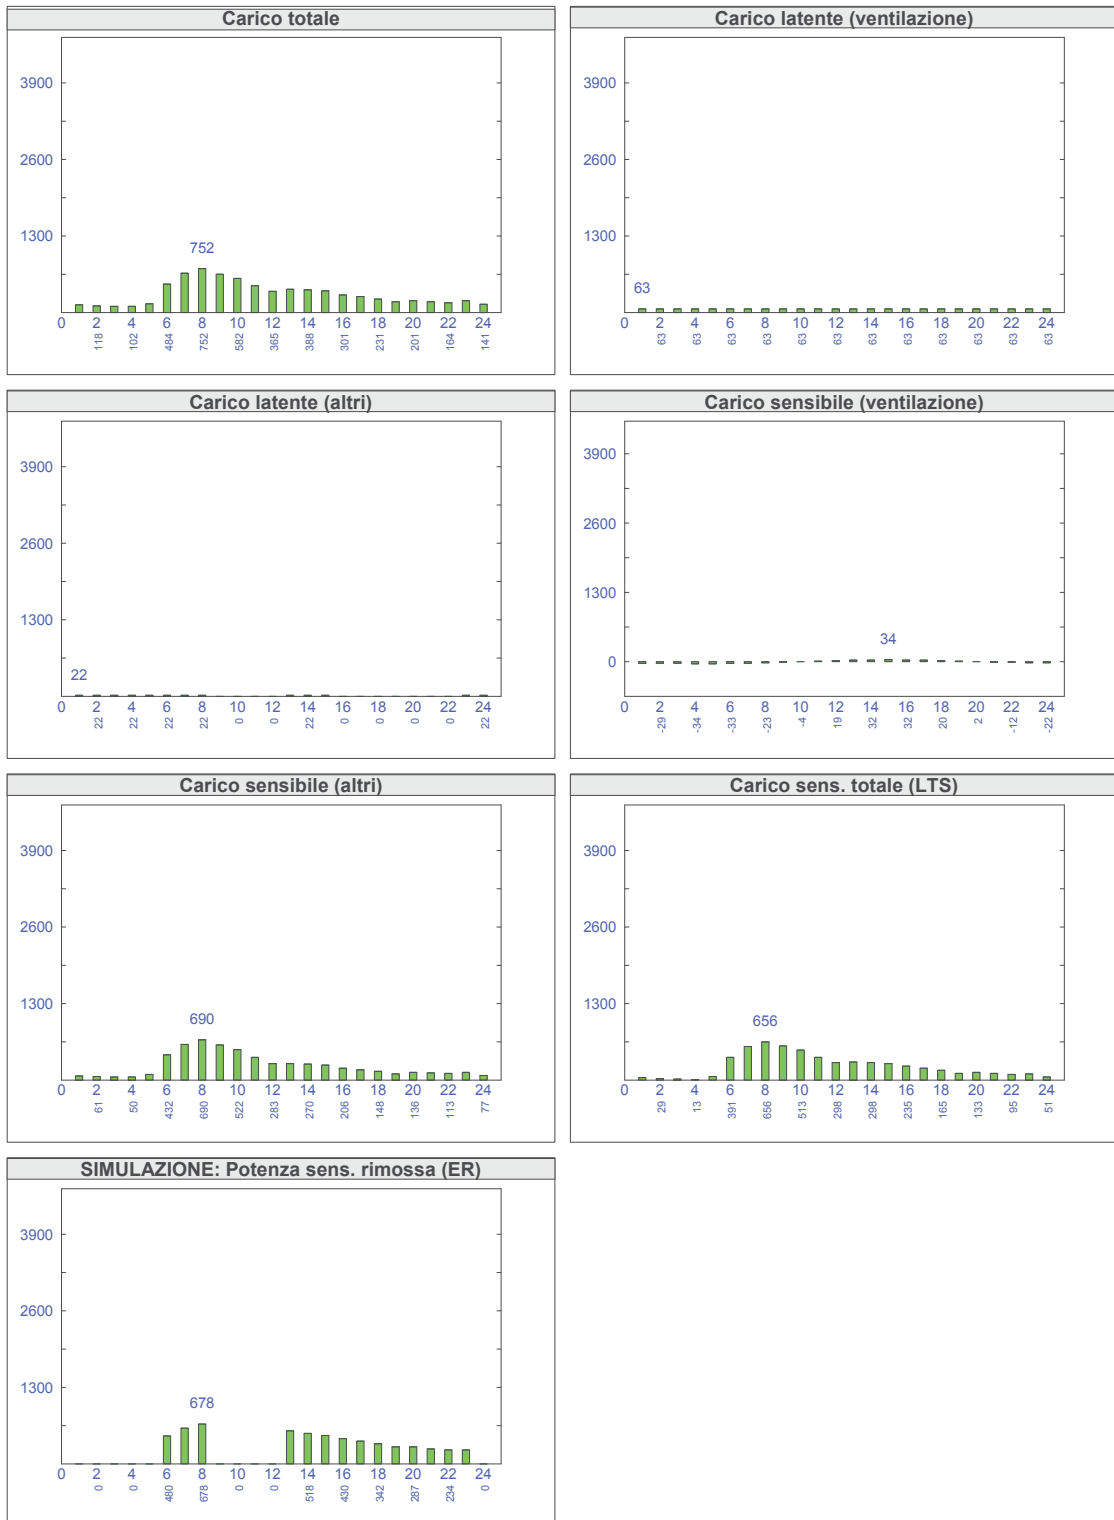 Carico totale
3900
2600
1300
752
0 2 4 6 8 10 12 14 16 18 20 22 24
118 102 484 752 582 365 388 301 231 201 164 141
Carico latente (ventilazione)
3900
2600
1300
63
0 2 4 6 8 10 12 14 16 18 20 22 24
63 63 63 63 63 63 63 63 63 63 63 63
Carico latente (altri)
3900
2600
1300
22
0 2 4 6 8 10 12 14 16 18 20 22 24
22 22 22 22 0 0 22 0 0 0 0 22
Carico sensibile (ventilazione)
3900
2600
1300
0
34
0 2 4 6 8 10 12 14 16 18 20 22 24
-29 -34 -33 -23 -4 19 32 32 20 2 -12 -22
Carico sensibile (altri)
3900
2600
1300
690
0 2 4 6 8 10 12 14 16 18 20 22 24
61 50 432 690 522 283 270 206 148 136 113 77
Carico sens. totale (LTS)
3900
2600
1300
656
0 2 4 6 8 10 12 14 16 18 20 22 24
29 13 391 656 513 298 298 235 165 133 95 51
SIMULAZIONE: Potenza sens. rimossa (ER)
3900
2600
1300
678
0 2 4 6 8 10 12 14 16 18 20 22 24
0 0 480 678 0 0 518 430 342 287 234 0